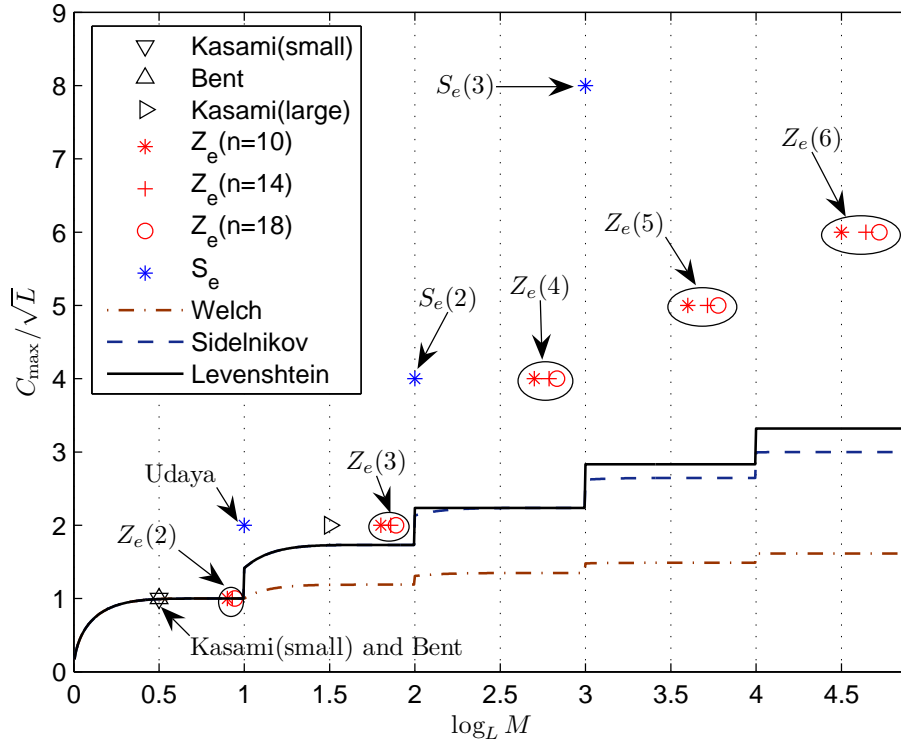 9
8
7
6
5
4
3
2
1
0
C_max/√L
Kasami(small)
Bent
Kasami(large)
Z_e(n=10)
Z_e(n=14)
Z_e(n=18)
S_e
Welch
Sidelnikov
Levenshtein
S_e(3)
Z_e(6)
Z_e(5)
S_e(2)
Z_e(4)
Udaya
Z_e(3)
Z_e(2)
Kasami(small) and Bent
0 0.5 1 1.5 2 2.5 3 3.5 4 4.5
log_L M